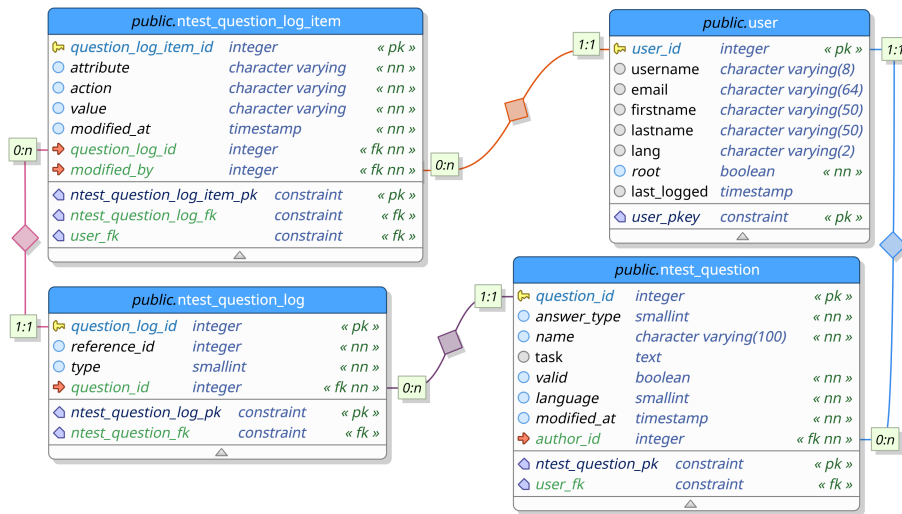 public.ntest_question_log_item
question_log_item_id integer « pk »
attribute character varying « nn »
action character varying « nn »
value character varying « nn »
modified_at timestamp « nn »
question_log_id integer « fk nn »
modified_by integer « fk nn »
ntest_question_log_item_pk constraint « pk »
ntest_question_log_fk constraint « fk »
user_fk constraint « fk »
public.user
user_id integer « pk »
username character varying(8)
email character varying(64)
firstname character varying(50)
lastname character varying(50)
lang character varying(2)
root boolean « nn »
last_logged timestamp
user_pkey constraint « pk »
public.ntest_question_log
question_log_id integer « pk »
reference_id integer « nn »
type smallint « nn »
question_id integer « fk nn »
ntest_question_log_pk constraint « pk »
ntest_question_fk constraint « fk »
public.ntest_question
question_id integer « pk »
answer_type smallint « nn »
name character varying(100) « nn »
task text
valid boolean « nn »
language smallint « nn »
modified_at timestamp « nn »
author_id integer « fk nn »
ntest_question_pk constraint « pk »
user_fk constraint « fk »
0:n
1:1
0:n
1:1
0:n
1:1
1:1
0:n